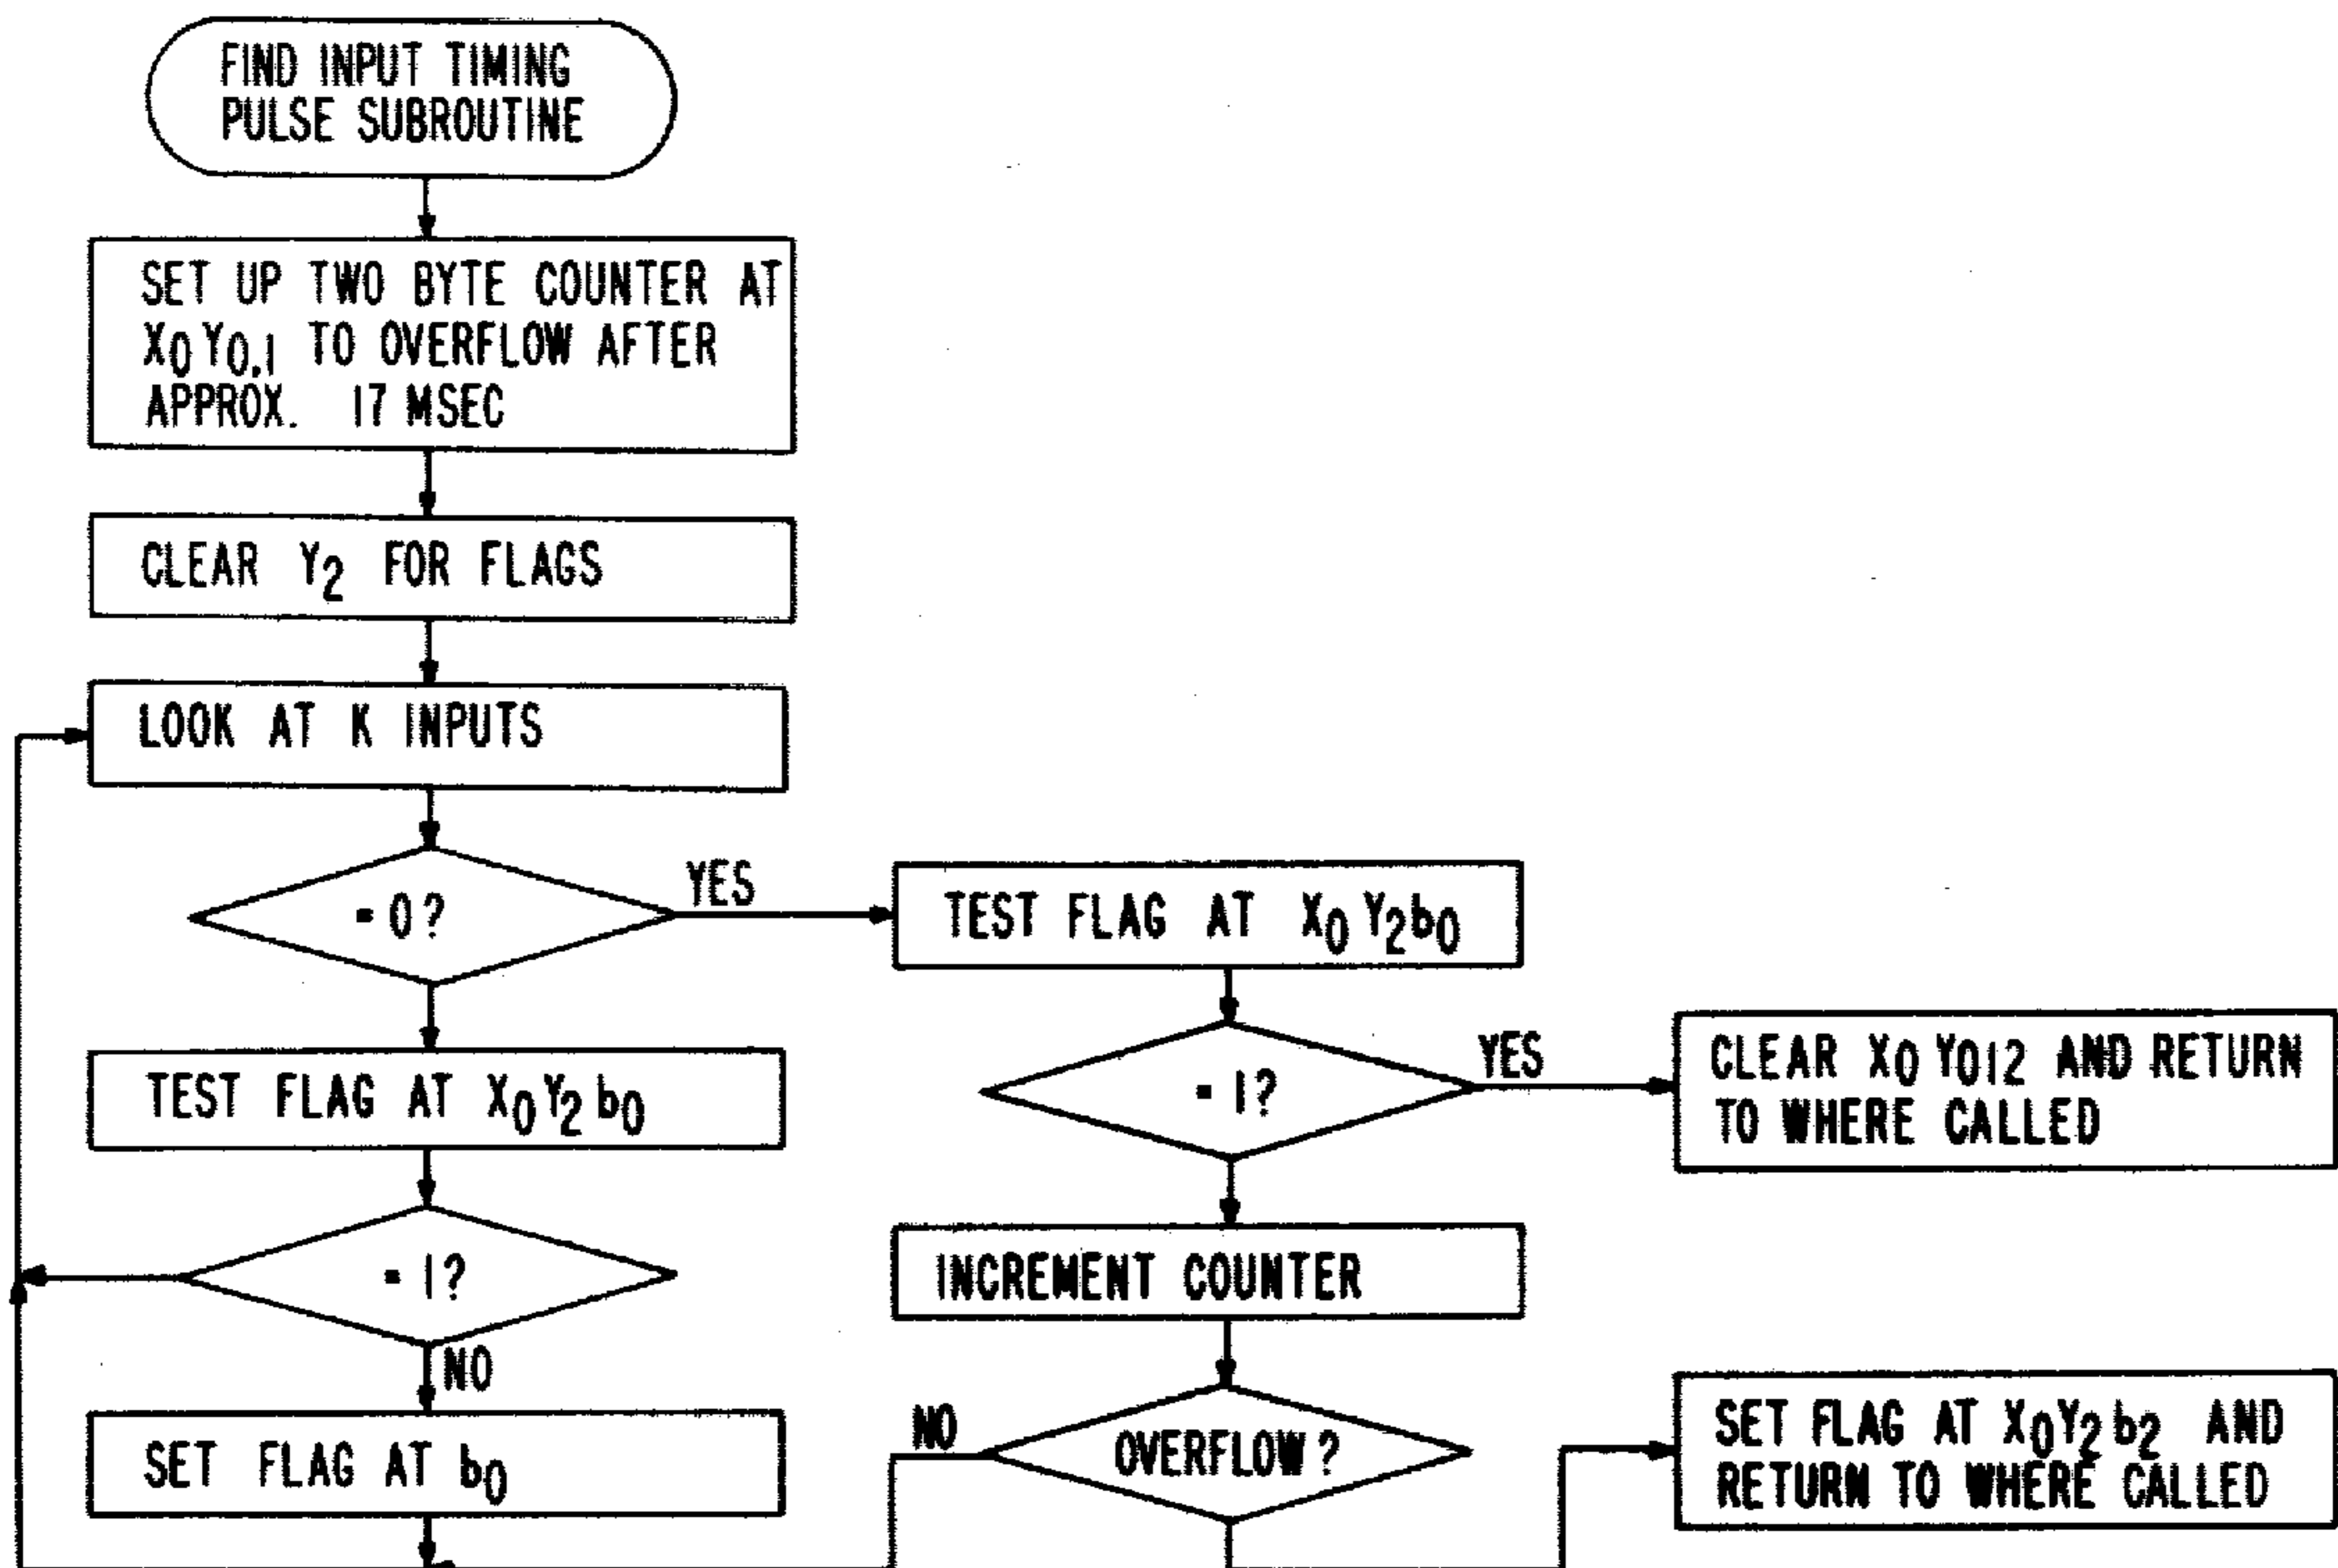 FIND INPUT TIMING
PULSE SUBROUTINE
SET UP TWO BYTE COUNTER AT
X0 Y0.1 TO OVERFLOW AFTER
APPROX. 17 MSEC
CLEAR Y2 FOR FLAGS
LOOK AT K INPUTS
= 0?
YES
TEST FLAG AT X0 Y2 b0
TEST FLAG AT X0 Y2 b0
= 1?
YES
CLEAR X0 Y012 AND RETURN
TO WHERE CALLED
= 1?
NO
INCREMENT COUNTER
SET FLAG AT b0
NO
OVERFLOW?
SET FLAG AT X0 Y2 b2 AND
RETURN TO WHERE CALLED